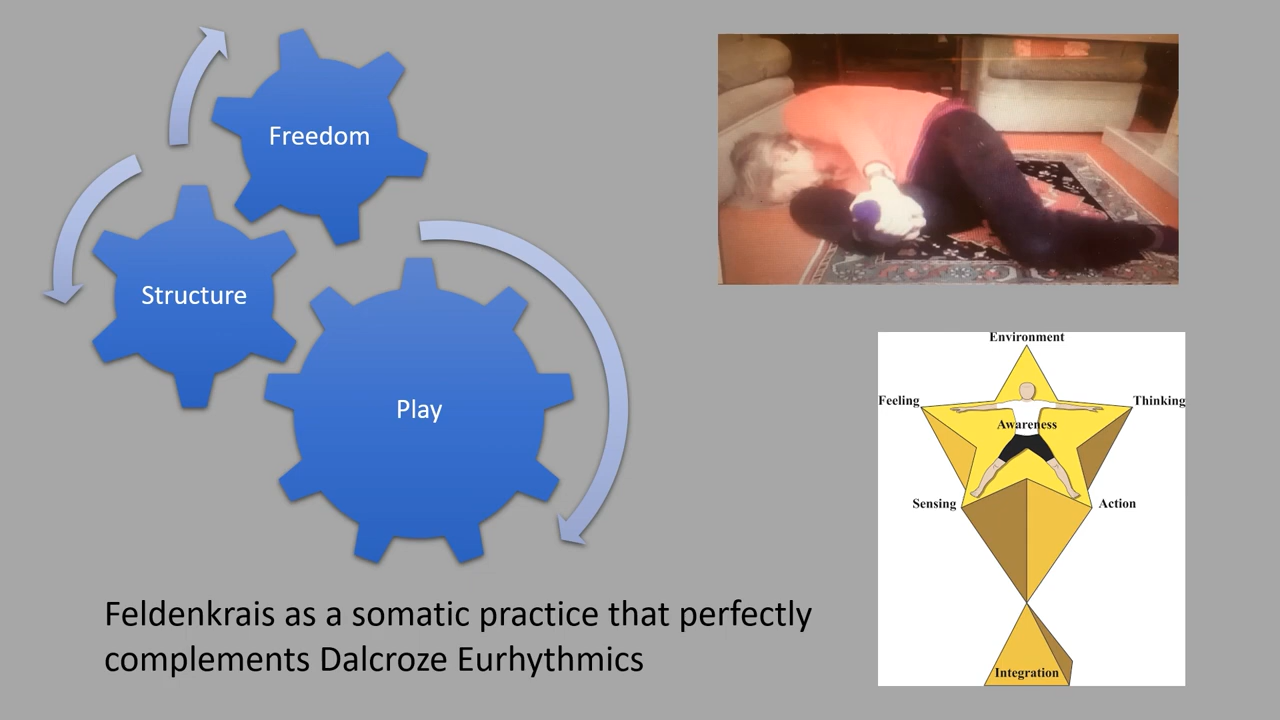 Freedom
Structure
Play
Environment
Feeling
Thinking
Awareness
Sensing
Action
Integration
Feldenkrais as a somatic practice that perfectly
complements Dalcroze Eurhythmics